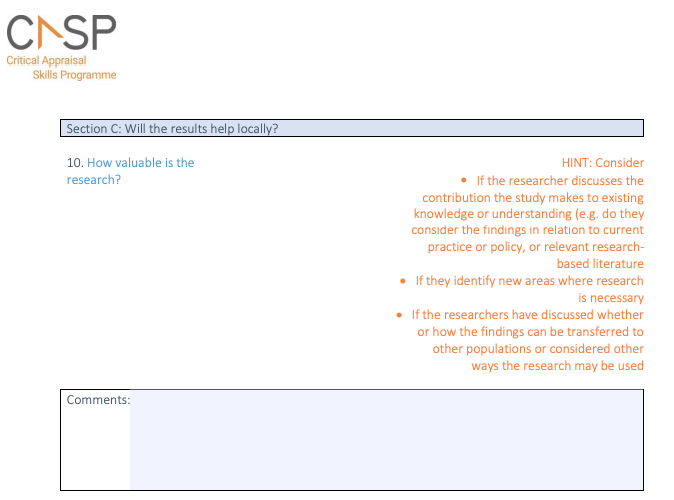 CASP
Critical Appraisal
Skills Programme
Section C: Will the results help locally?
10. How valuable is the
research?
HINT: Consider
• If the researcher discusses the
contribution the study makes to existing
knowledge or understanding (e.g. do they
consider the findings in relation to current
practice or policy, or relevant research-
based literature
• If they identify new areas where research
is necessary
• If the researchers have discussed whether
or how the findings can be transferred to
other populations or considered other
ways the research may be used
Comments: